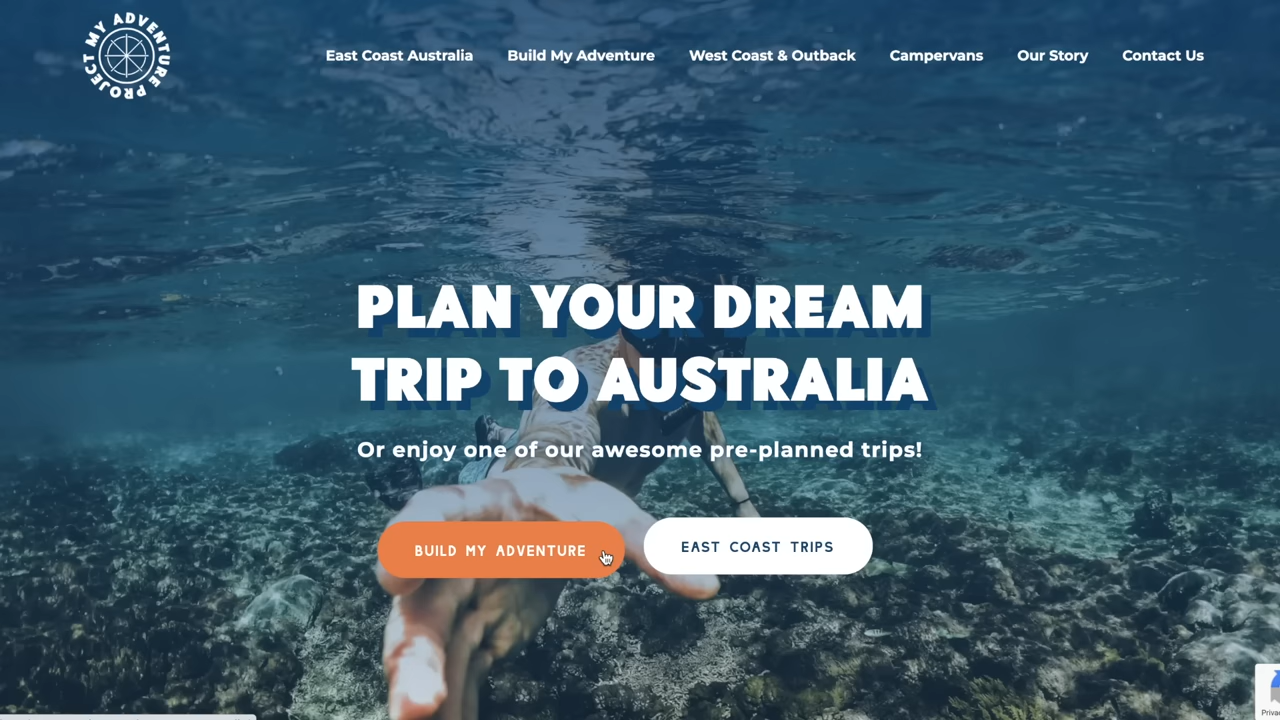 PROJECT MY ADVENTURE
East Coast Australia
Build My Adventure
West Coast & Outback
Campervans
Our Story
Contact Us
PLAN YOUR DREAM
TRIP TO AUSTRALIA
Or enjoy one of our awesome pre-planned trips!
BUILD MY ADVENTURE
EAST COAST TRIPS